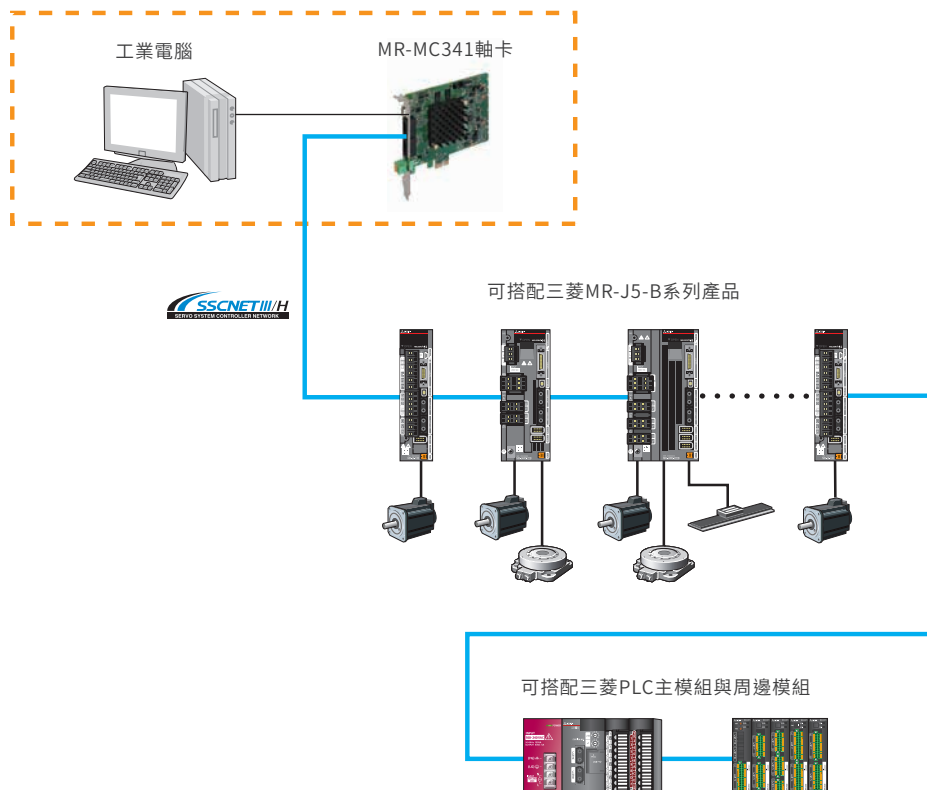 工業電腦
MR-MC341軸卡
SSCNETIII/H
SERVO SYSTEM CONTROLLER NETWORK
可搭配三菱MR-J5-B系列產品
可搭配三菱PLC主模組與周邊模組